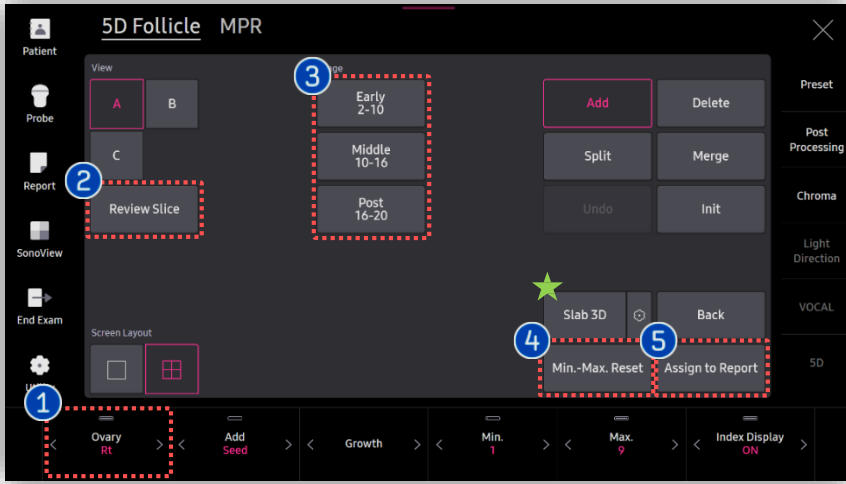 5D Follicle MPR
Patient
Probe
Report
SonoView
End Exam
View
A
B
C
2
Review Slice
3
Early
2-10
Middle
10-16
Post
16-20
Add
Delete
Split
Merge
Undo
Init
Slab 3D
Back
4
Min.-Max. Reset
5
Assign to Report
Screen Layout
Preset
Post
Processing
Chroma
Light
Direction
VOCAL
5D
1
< Ovary >
Rt
< Add >
Seed
< Growth >
< Min. >
1
< Max. >
9
< Index Display >
ON